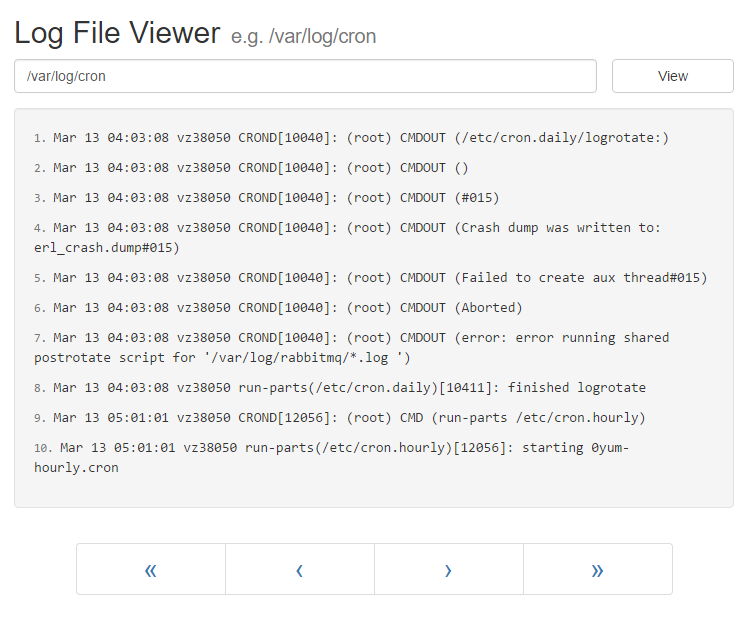 Log File Viewer e.g. /var/log/cron
/var/log/cron
View
1. Mar 13 04:03:08 vz38050 CROND[10040]: (root) CMDOUT (/etc/cron.daily/logrotate:)
2. Mar 13 04:03:08 vz38050 CROND[10040]: (root) CMDOUT ()
3. Mar 13 04:03:08 vz38050 CROND[10040]: (root) CMDOUT (#015)
4. Mar 13 04:03:08 vz38050 CROND[10040]: (root) CMDOUT (Crash dump was written to:
erl_crash.dump#015)
5. Mar 13 04:03:08 vz38050 CROND[10040]: (root) CMDOUT (Failed to create aux thread#015)
6. Mar 13 04:03:08 vz38050 CROND[10040]: (root) CMDOUT (Aborted)
7. Mar 13 04:03:08 vz38050 CROND[10040]: (root) CMDOUT (error: error running shared
postrotate script for '/var/log/rabbitmq/*.log ')
8. Mar 13 04:03:08 vz38050 run-parts(/etc/cron.daily)[10411]: finished logrotate
9. Mar 13 05:01:01 vz38050 CROND[12056]: (root) CMD (run-parts /etc/cron.hourly)
10. Mar 13 05:01:01 vz38050 run-parts(/etc/cron.hourly)[12056]: starting 0yum-
hourly.cron
« ‹ › »